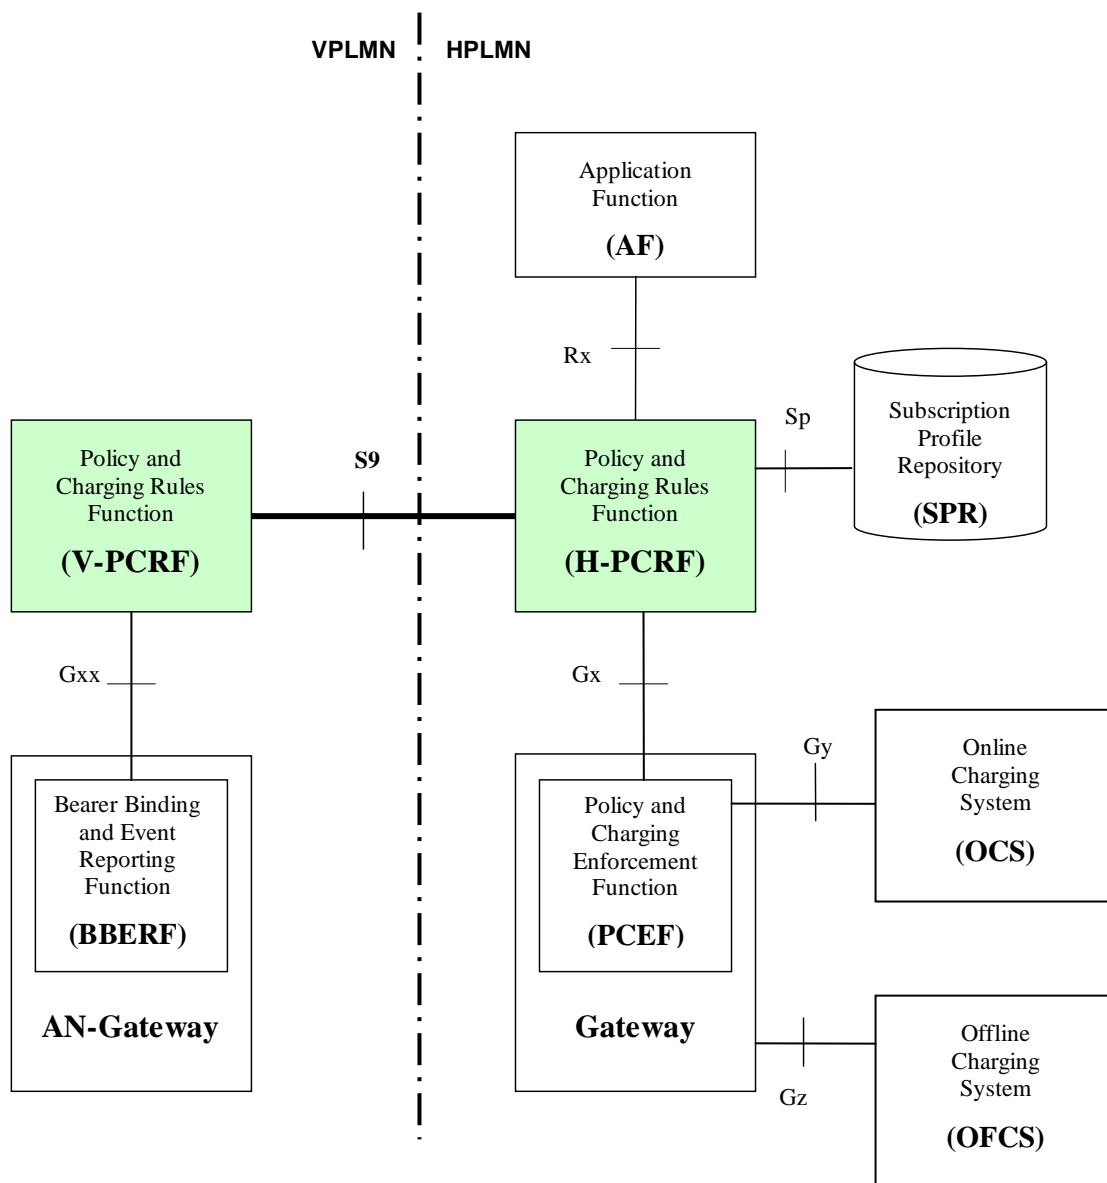 VPLMN
HPLMN
Application
Function
(AF)
Rx
Sp
Subscription
Profile
Repository
(SPR)
Policy and
Charging Rules
Function
(V-PCRF)
S9
Policy and
Charging Rules
Function
(H-PCRF)
Gxx
Gx
Gy
Bearer Binding
and Event
Reporting
Function
(BBERF)
AN-Gateway
Policy and
Charging
Enforcement
Function
(PCEF)
Gateway
Online
Charging
System
(OCS)
Gz
Offline
Charging
System
(OFCS)